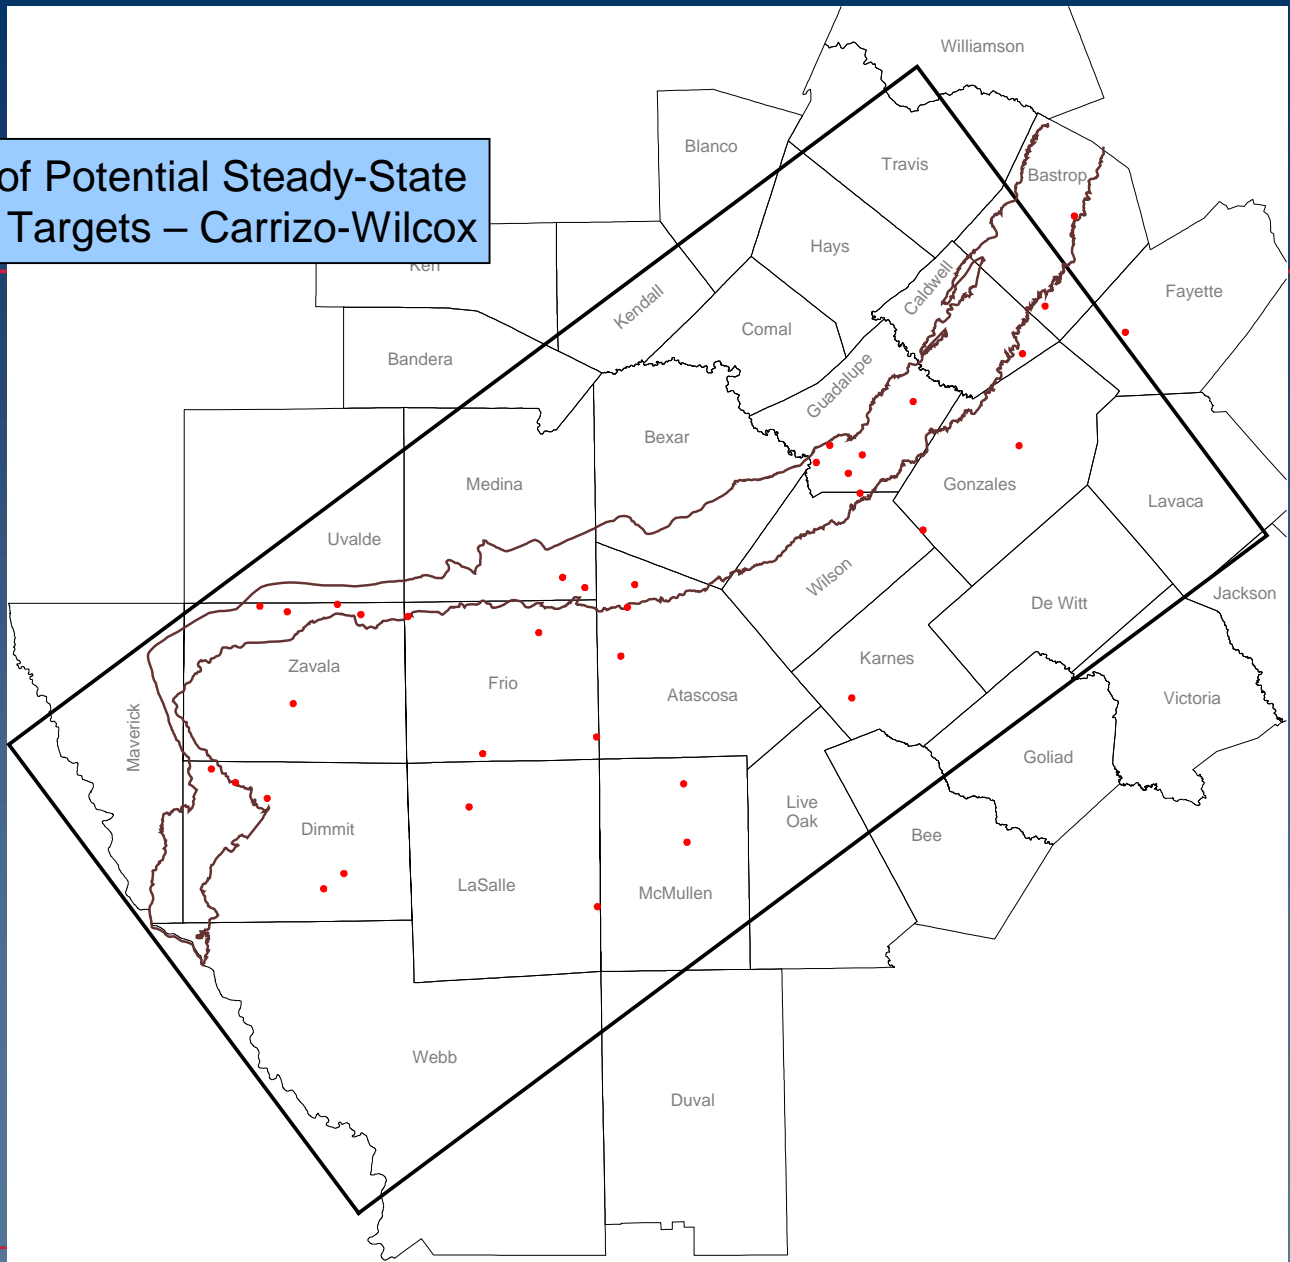 of Potential Steady-State
Targets – Carrizo-Wilcox
Williamson
Blanco
Travis
Bastrop
Hays
Kerr
Caldwell
Fayette
Kendall
Comal
Bandera
Guadalupe
Bexar
Medina
Gonzales
Lavaca
Uvalde
Wilson
De Witt
Jackson
Zavala
Karnes
Frio
Atascosa
Victoria
Maverick
Goliad
Live
Oak
Dimmit
Bee
LaSalle
McMullen
Webb
Duval